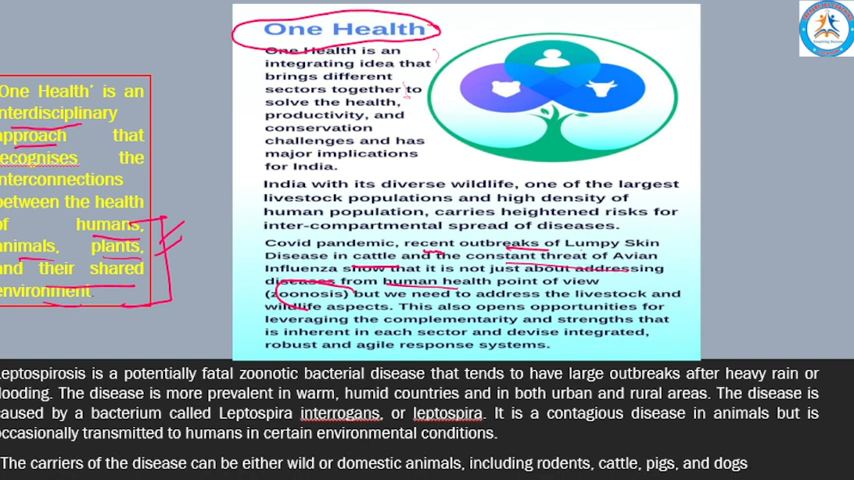 One Health
One Health is an
integrating idea that
brings different
sectors together to
solve the health,
productivity, and
conservation
challenges and has
major implications
for India.
India with its diverse wildlife, one of the largest
livestock populations and high density of
human population, carries heightened risks for
inter-compartmental spread of diseases.
Covid pandemic, recent outbreaks of Lumpy Skin
Disease in cattle and the constant threat of Avian
Influenza show that it is not just about addressing
diseases from human health point of view
(zoonosis) but we need to address the livestock and
wildlife aspects. This also opens opportunities for
leveraging the complementarity and strengths that
is inherent in each sector and devise integrated,
robust and agile response systems.
'One Health' is an
nterdisciplinary
approach that
recognises the
nterconnections
between the health
of humans,
animals, plants,
and their shared
environment.
Leptospirosis is a potentially fatal zoonotic bacterial disease that tends to have large outbreaks after heavy rain or
flooding. The disease is more prevalent in warm, humid countries and in both urban and rural areas. The disease is
caused by a bacterium called Leptospira interrogans, or leptospira. It is a contagious disease in animals but is
occasionally transmitted to humans in certain environmental conditions.
The carriers of the disease can be either wild or domestic animals, including rodents, cattle, pigs, and dogs